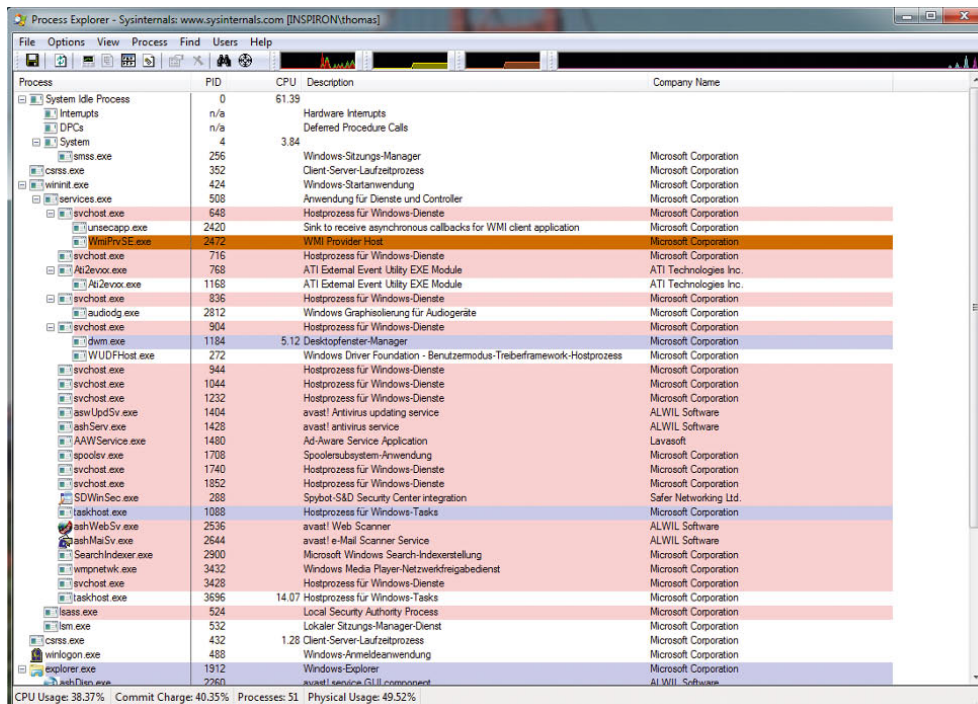 Process Explorer - Sysinternals: www.sysinternals.com [INSPIRON\thomas]
File Options View Process Find Users Help
Process PID CPU Description Company Name
System Idle Process 0 61.39
Interrupts n/a Hardware Interrupts
DPCs n/a Deferred Procedure Calls
System 4 3.84
smss.exe 256 Windows-Sitzungs-Manager Microsoft Corporation
csrss.exe 352 Client-Server-Laufzeitprozess Microsoft Corporation
wininit.exe 424 Windows-Startanwendung Microsoft Corporation
services.exe 508 Anwendung für Dienste und Controller Microsoft Corporation
svchost.exe 648 Hostprozess für Windows-Dienste Microsoft Corporation
unsecapp.exe 2420 Sink to receive asynchronous callbacks for WMI client application Microsoft Corporation
WmiPrvSE.exe 2472 WMI Provider Host Microsoft Corporation
svchost.exe 716 Hostprozess für Windows-Dienste Microsoft Corporation
Ati2evxx.exe 768 ATI External Event Utility EXE Module ATI Technologies Inc.
Ati2evxx.exe 1168 ATI External Event Utility EXE Module ATI Technologies Inc.
svchost.exe 836 Hostprozess für Windows-Dienste Microsoft Corporation
audiodg.exe 2812 Windows Graphisolierung für Audiogeräte Microsoft Corporation
svchost.exe 904 Hostprozess für Windows-Dienste Microsoft Corporation
dwm.exe 1184 5.12 Desktopfenster-Manager Microsoft Corporation
WUDFHost.exe 272 Windows Driver Foundation - Benutzermodus-Treiberframework-Hostprozess Microsoft Corporation
svchost.exe 944 Hostprozess für Windows-Dienste Microsoft Corporation
svchost.exe 1044 Hostprozess für Windows-Dienste Microsoft Corporation
svchost.exe 1232 Hostprozess für Windows-Dienste Microsoft Corporation
aswUpdSv.exe 1404 avast! Antivirus updating service ALWIL Software
ashServ.exe 1428 avast! antivirus service ALWIL Software
AAWService.exe 1480 Ad-Aware Service Application Lavasoft
spoolsv.exe 1708 Spoolersubsystem-Anwendung Microsoft Corporation
svchost.exe 1740 Hostprozess für Windows-Dienste Microsoft Corporation
svchost.exe 1852 Hostprozess für Windows-Dienste Microsoft Corporation
SDWinSec.exe 288 Spybot-S&D Security Center integration Safer Networking Ltd.
taskhost.exe 1088 Hostprozess für Windows-Tasks Microsoft Corporation
ashWebSv.exe 2536 avast! Web Scanner ALWIL Software
ashMaiSv.exe 2644 avast! e-Mail Scanner Service ALWIL Software
SearchIndexer.exe 2900 Microsoft Windows Search-Indexerstellung Microsoft Corporation
wmpnetwk.exe 3432 Windows Media Player-Netzwerkfreigabedienst Microsoft Corporation
svchost.exe 3428 Hostprozess für Windows-Dienste Microsoft Corporation
taskhost.exe 3696 14.07 Hostprozess für Windows-Tasks Microsoft Corporation
lsass.exe 524 Local Security Authority Process Microsoft Corporation
lsm.exe 532 Lokaler Sitzungs-Manager-Dienst Microsoft Corporation
csrss.exe 432 1.28 Client-Server-Laufzeitprozess Microsoft Corporation
winlogon.exe 488 Windows-Anmeldeanwendung Microsoft Corporation
explorer.exe 1912 Windows-Explorer Microsoft Corporation
ashDisp.exe 2260 avast! service GUI component ALWIL Software
CPU Usage: 38.37% Commit Charge: 40.35% Processes: 51 Physical Usage: 49.52%